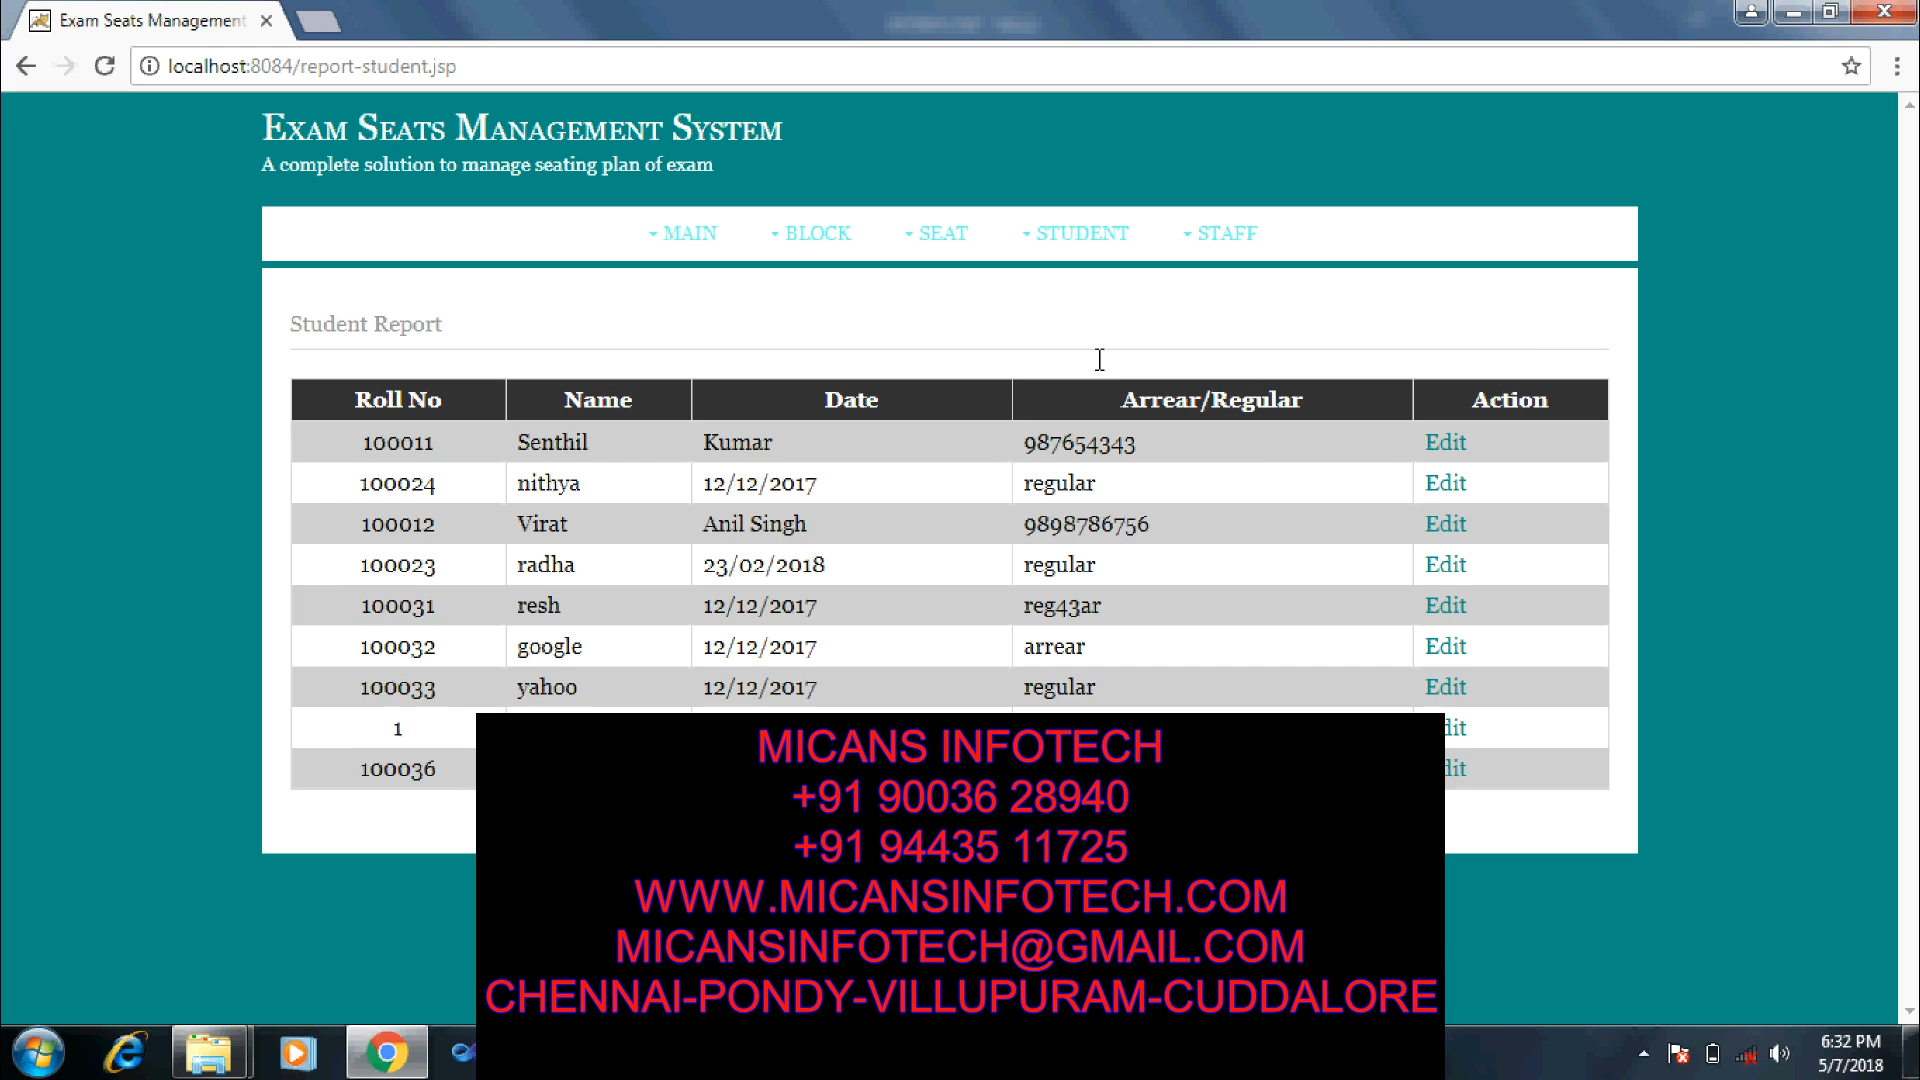 Exam Seats Management
localhost:8084/report-student.jsp
Exam Seats Management System
A complete solution to manage seating plan of exam
MAIN BLOCK SEAT STUDENT STAFF
Student Report
Roll No Name Date Arrear/Regular Action
100011 Senthil Kumar 987654343 Edit
100024 nithya 12/12/2017 regular Edit
100012 Virat Anil Singh 9898786756 Edit
100023 radha 23/02/2018 regular Edit
100031 resh 12/12/2017 reg43ar Edit
100032 google 12/12/2017 arrear Edit
100033 yahoo 12/12/2017 regular Edit
1 dit
100036 dit
MICANS INFOTECH
+91 90036 28940
+91 94435 11725
WWW.MICANSINFOTECH.COM
MICANSINFOTECH@GMAIL.COM
CHENNAI-PONDY-VILLUPURAM-CUDDALORE
6:32 PM
5/7/2018